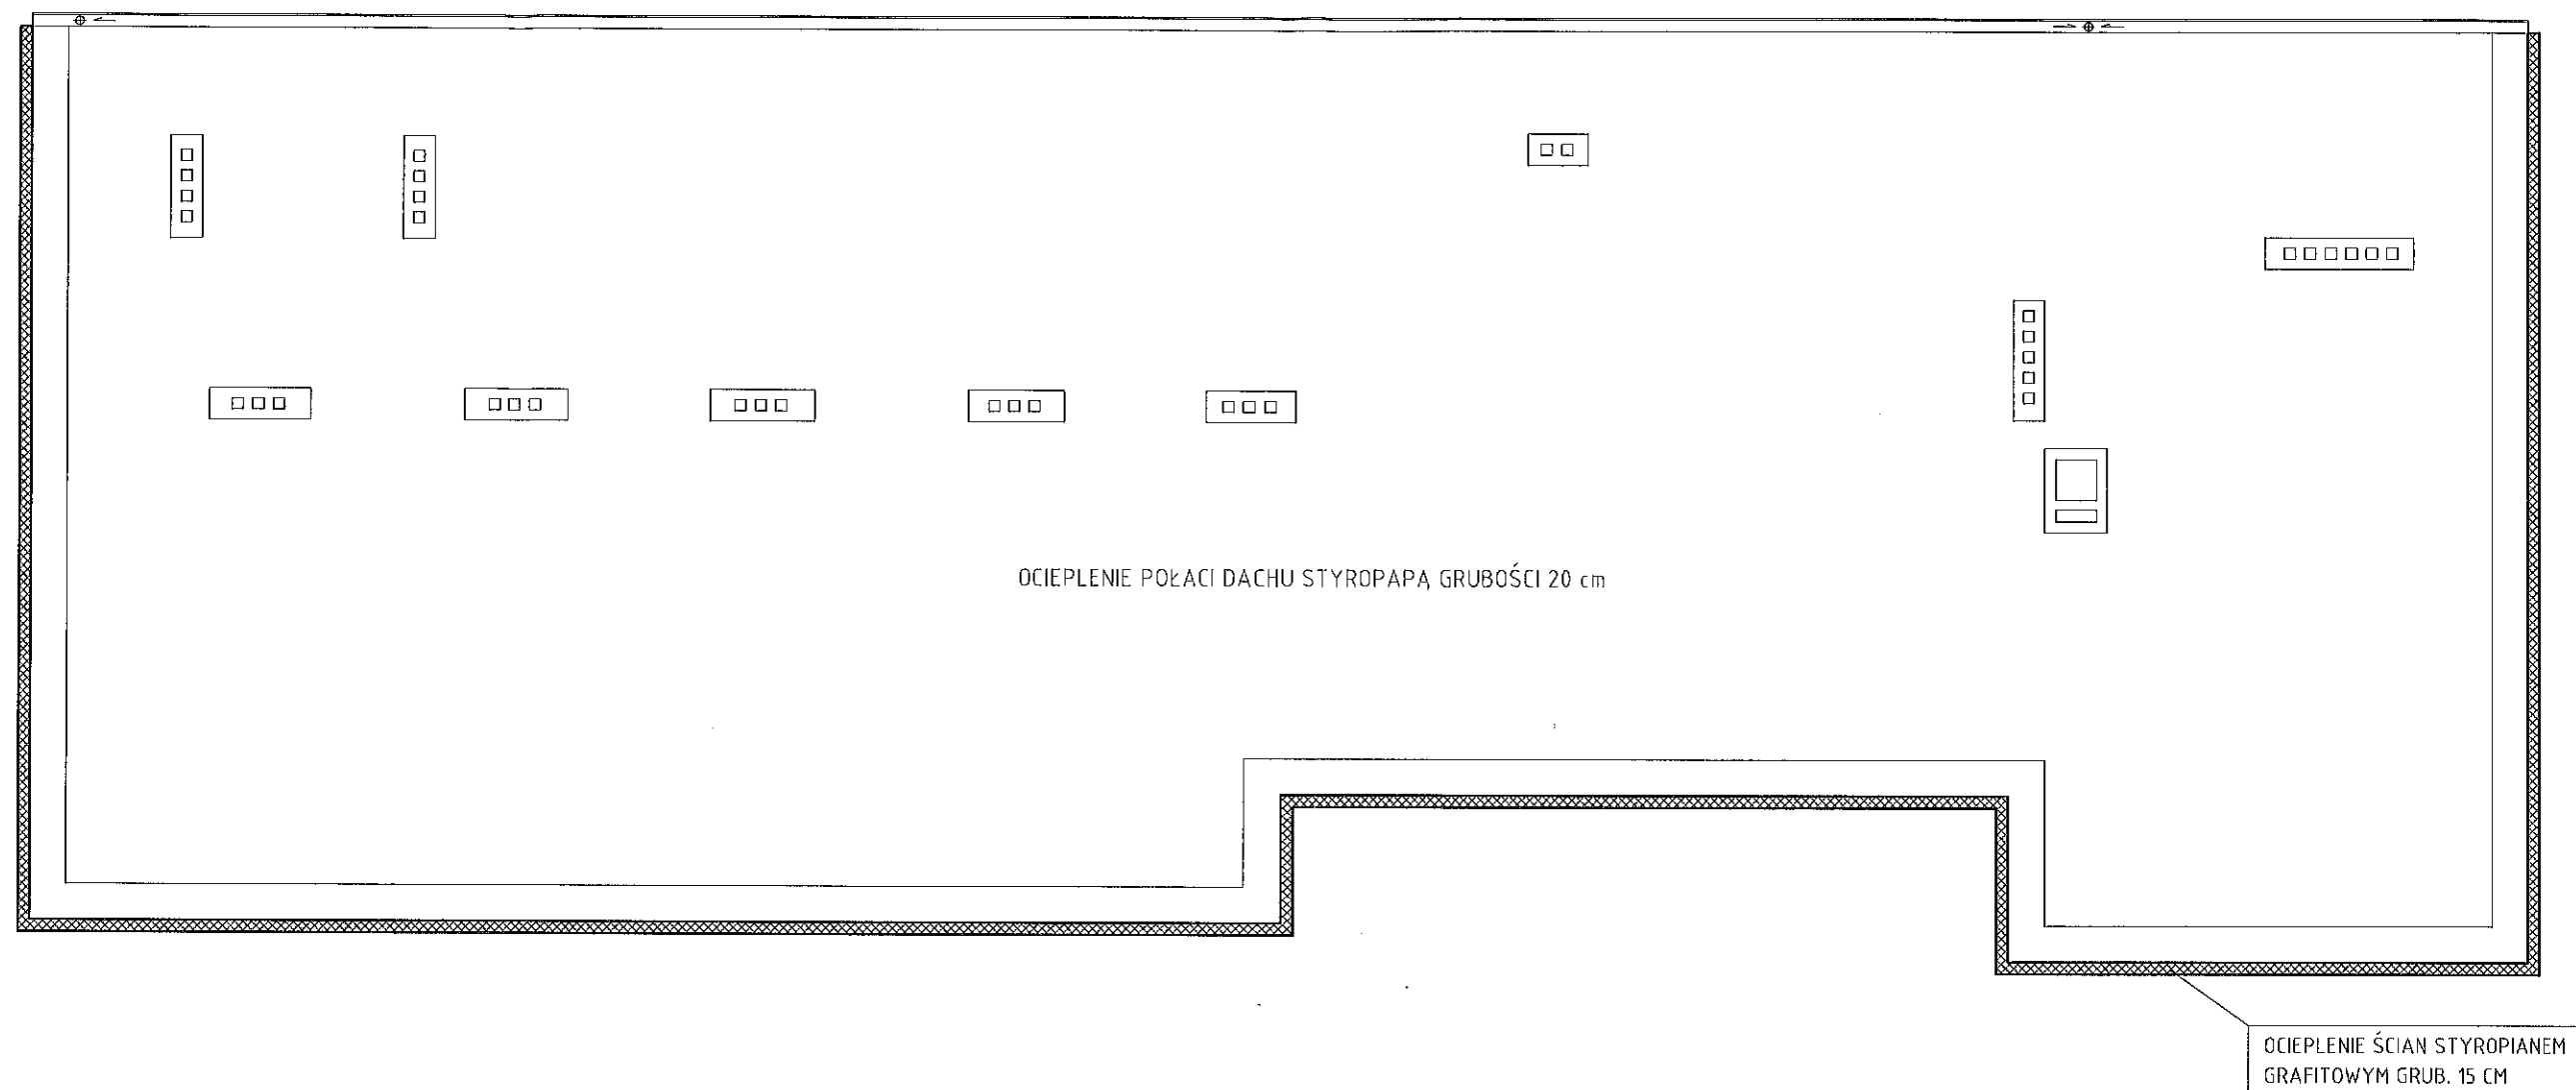 OCIEPLENIE POŁACI DACHU STYROPAPĄ GRUBOŚCI 20 cm
OCIEPLENIE ŚCIAN STYROPIANEM
GRAFITOWYM GRUB. 15 CM